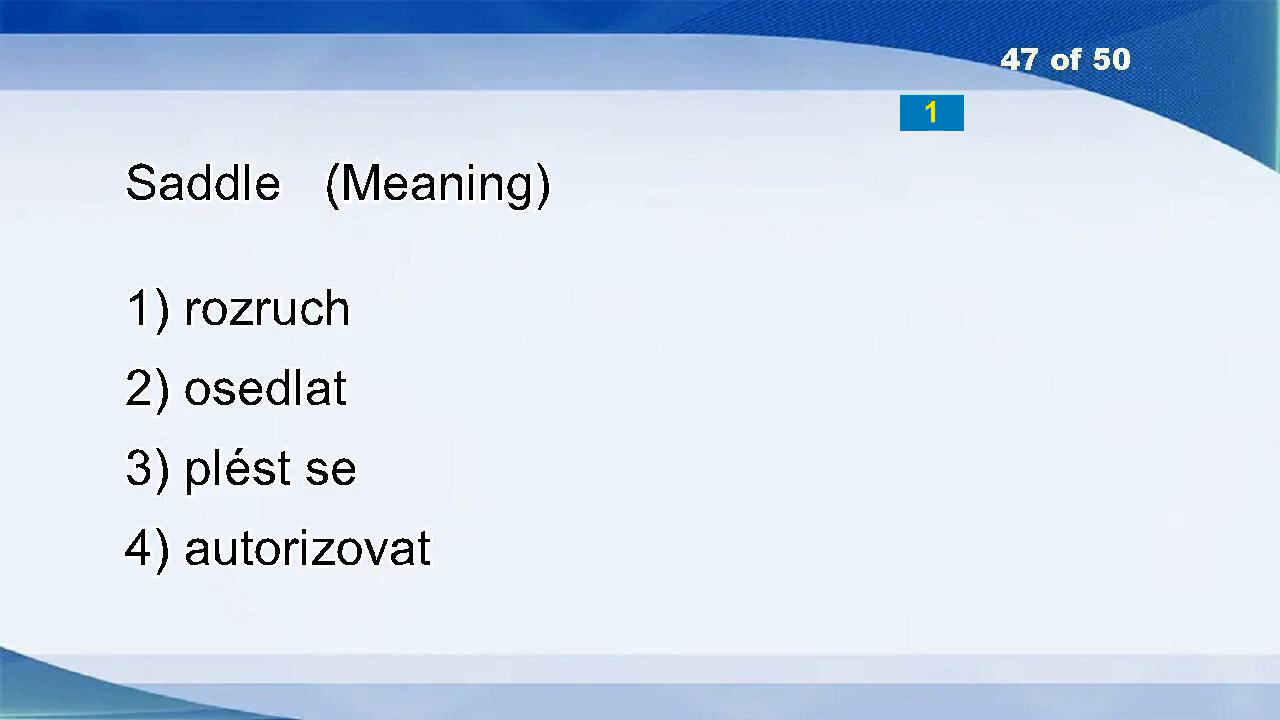 47 of 50
1
Saddle (Meaning)
1) rozruch
2) osedlat
3) plést se
4) autorizovat